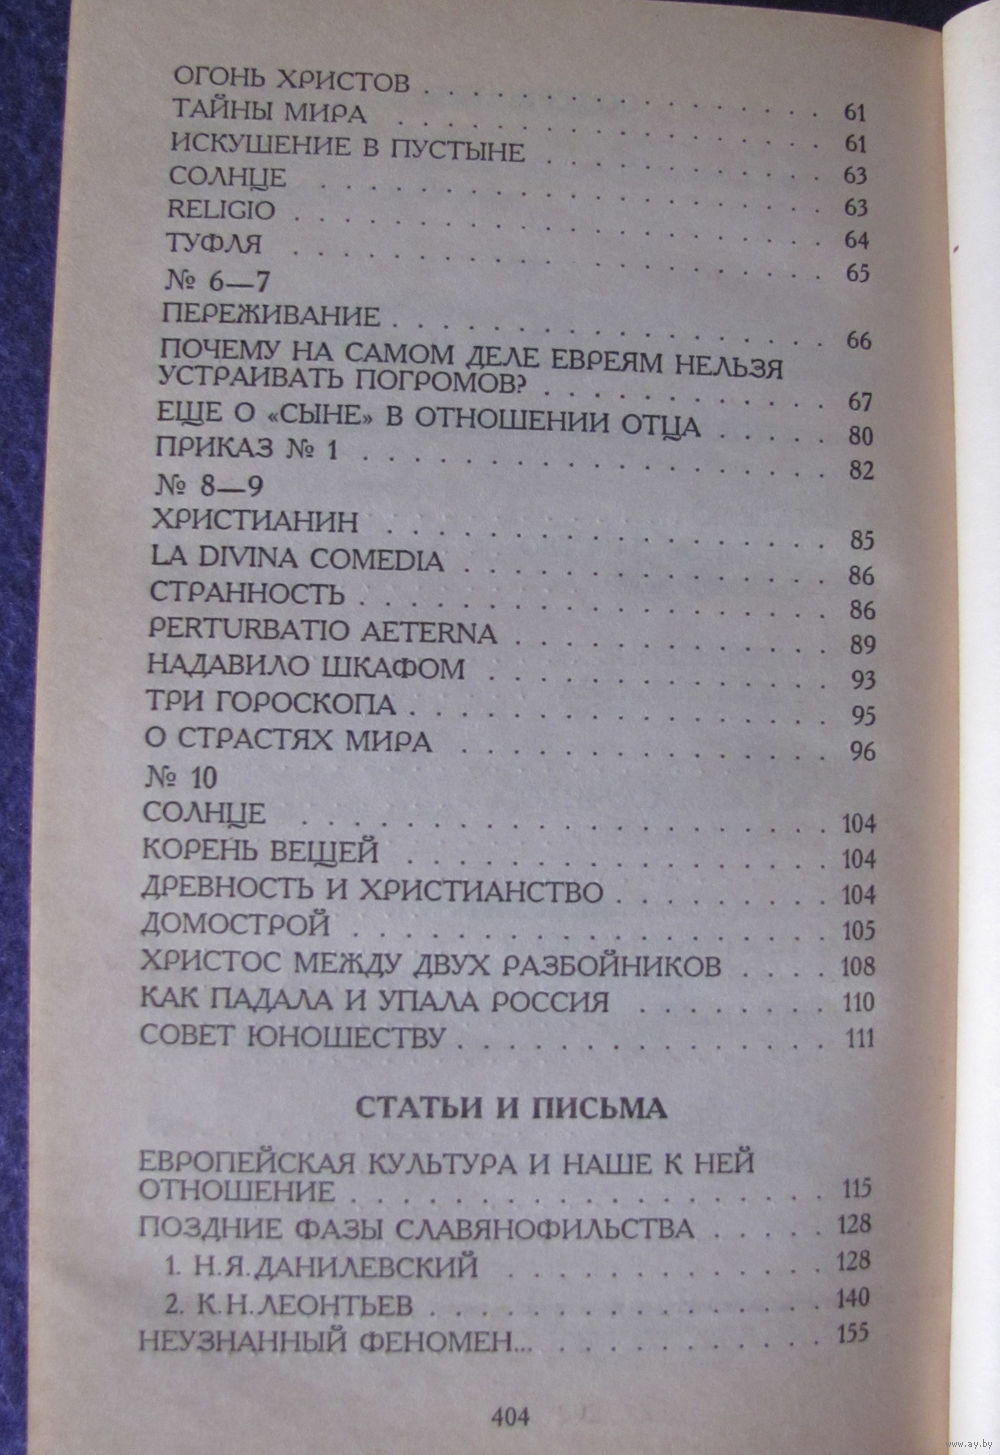 ОГОНЬ ХРИСТОВ . . . . . . . . . . . . . . . . 61
ТАЙНЫ МИРА . . . . . . . . . . . . . . . . . 61
ИСКУШЕНИЕ В ПУСТЫНЕ . . . . . . . . . . . 63
СОЛНЦЕ . . . . . . . . . . . . . . . . . . . . 63
RELIGIO . . . . . . . . . . . . . . . . . . . . . 64
ТУФЛЯ . . . . . . . . . . . . . . . . . . . . . 65
№ 6—7
ПЕРЕЖИВАНИЕ . . . . . . . . . . . . . . . . . 66
ПОЧЕМУ НА САМОМ ДЕЛЕ ЕВРЕЯМ НЕЛЬЗЯ
УСТРАИВАТЬ ПОГРОМОВ? . . . . . . . . . . . 67
ЕЩЕ О «СЫНЕ» В ОТНОШЕНИИ ОТЦА . . . . . 80
ПРИКАЗ № 1 . . . . . . . . . . . . . . . . . . 82
№ 8—9
ХРИСТИАНИН . . . . . . . . . . . . . . . . . 85
LA DIVINA COMEDIA . . . . . . . . . . . . . . 86
СТРАННОСТЬ . . . . . . . . . . . . . . . . . . 86
PERTURBATIO AETERNA . . . . . . . . . . . . 89
НАДАВИЛО ШКАФОМ . . . . . . . . . . . . . 93
ТРИ ГОРОСКОПА . . . . . . . . . . . . . . . . 95
О СТРАСТЯХ МИРА . . . . . . . . . . . . . . 96
№ 10
СОЛНЦЕ . . . . . . . . . . . . . . . . . . . . 104
КОРЕНЬ ВЕЩЕЙ . . . . . . . . . . . . . . . . 104
ДРЕВНОСТЬ И ХРИСТИАНСТВО . . . . . . . . 104
ДОМОСТРОЙ . . . . . . . . . . . . . . . . . . 105
ХРИСТОС МЕЖДУ ДВУХ РАЗБОЙНИКОВ . . . . 108
КАК ПАДАЛА И УПАЛА РОССИЯ . . . . . . . 110
СОВЕТ ЮНОШЕСТВУ . . . . . . . . . . . . . . 111
СТАТЬИ И ПИСЬМА
ЕВРОПЕЙСКАЯ КУЛЬТУРА И НАШЕ К НЕЙ
ОТНОШЕНИЕ . . . . . . . . . . . . . . . . . . 115
ПОЗДНИЕ ФАЗЫ СЛАВЯНОФИЛЬСТВА . . . . . 128
1. Н.Я.ДАНИЛЕВСКИЙ . . . . . . . . . . . . 128
2. К.Н.ЛЕОНТЬЕВ . . . . . . . . . . . . . . . 140
НЕУЗНАННЫЙ ФЕНОМЕН... . . . . . . . . . . . 155
404
www.ay.by